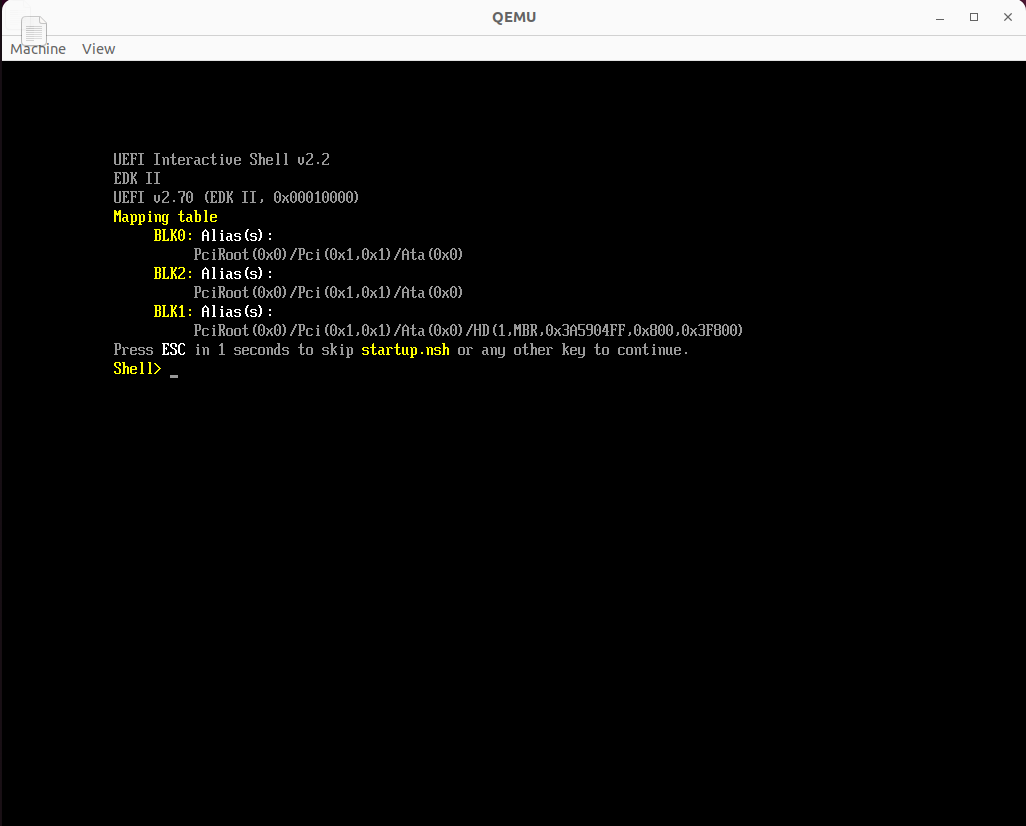 QEMU
Machine View
UEFI Interactive Shell v2.2
EDK II
UEFI v2.70 (EDK II, 0x00010000)
Mapping table
BLK0: Alias(s):
PciRoot(0x0)/Pci(0x1,0x1)/Ata(0x0)
BLK2: Alias(s):
PciRoot(0x0)/Pci(0x1,0x1)/Ata(0x0)
BLK1: Alias(s):
PciRoot(0x0)/Pci(0x1,0x1)/Ata(0x0)/HD(1,MBR,0x3A5904FF,0x800,0x3F800)
Press ESC in 1 seconds to skip startup.nsh or any other key to continue.
Shell> _